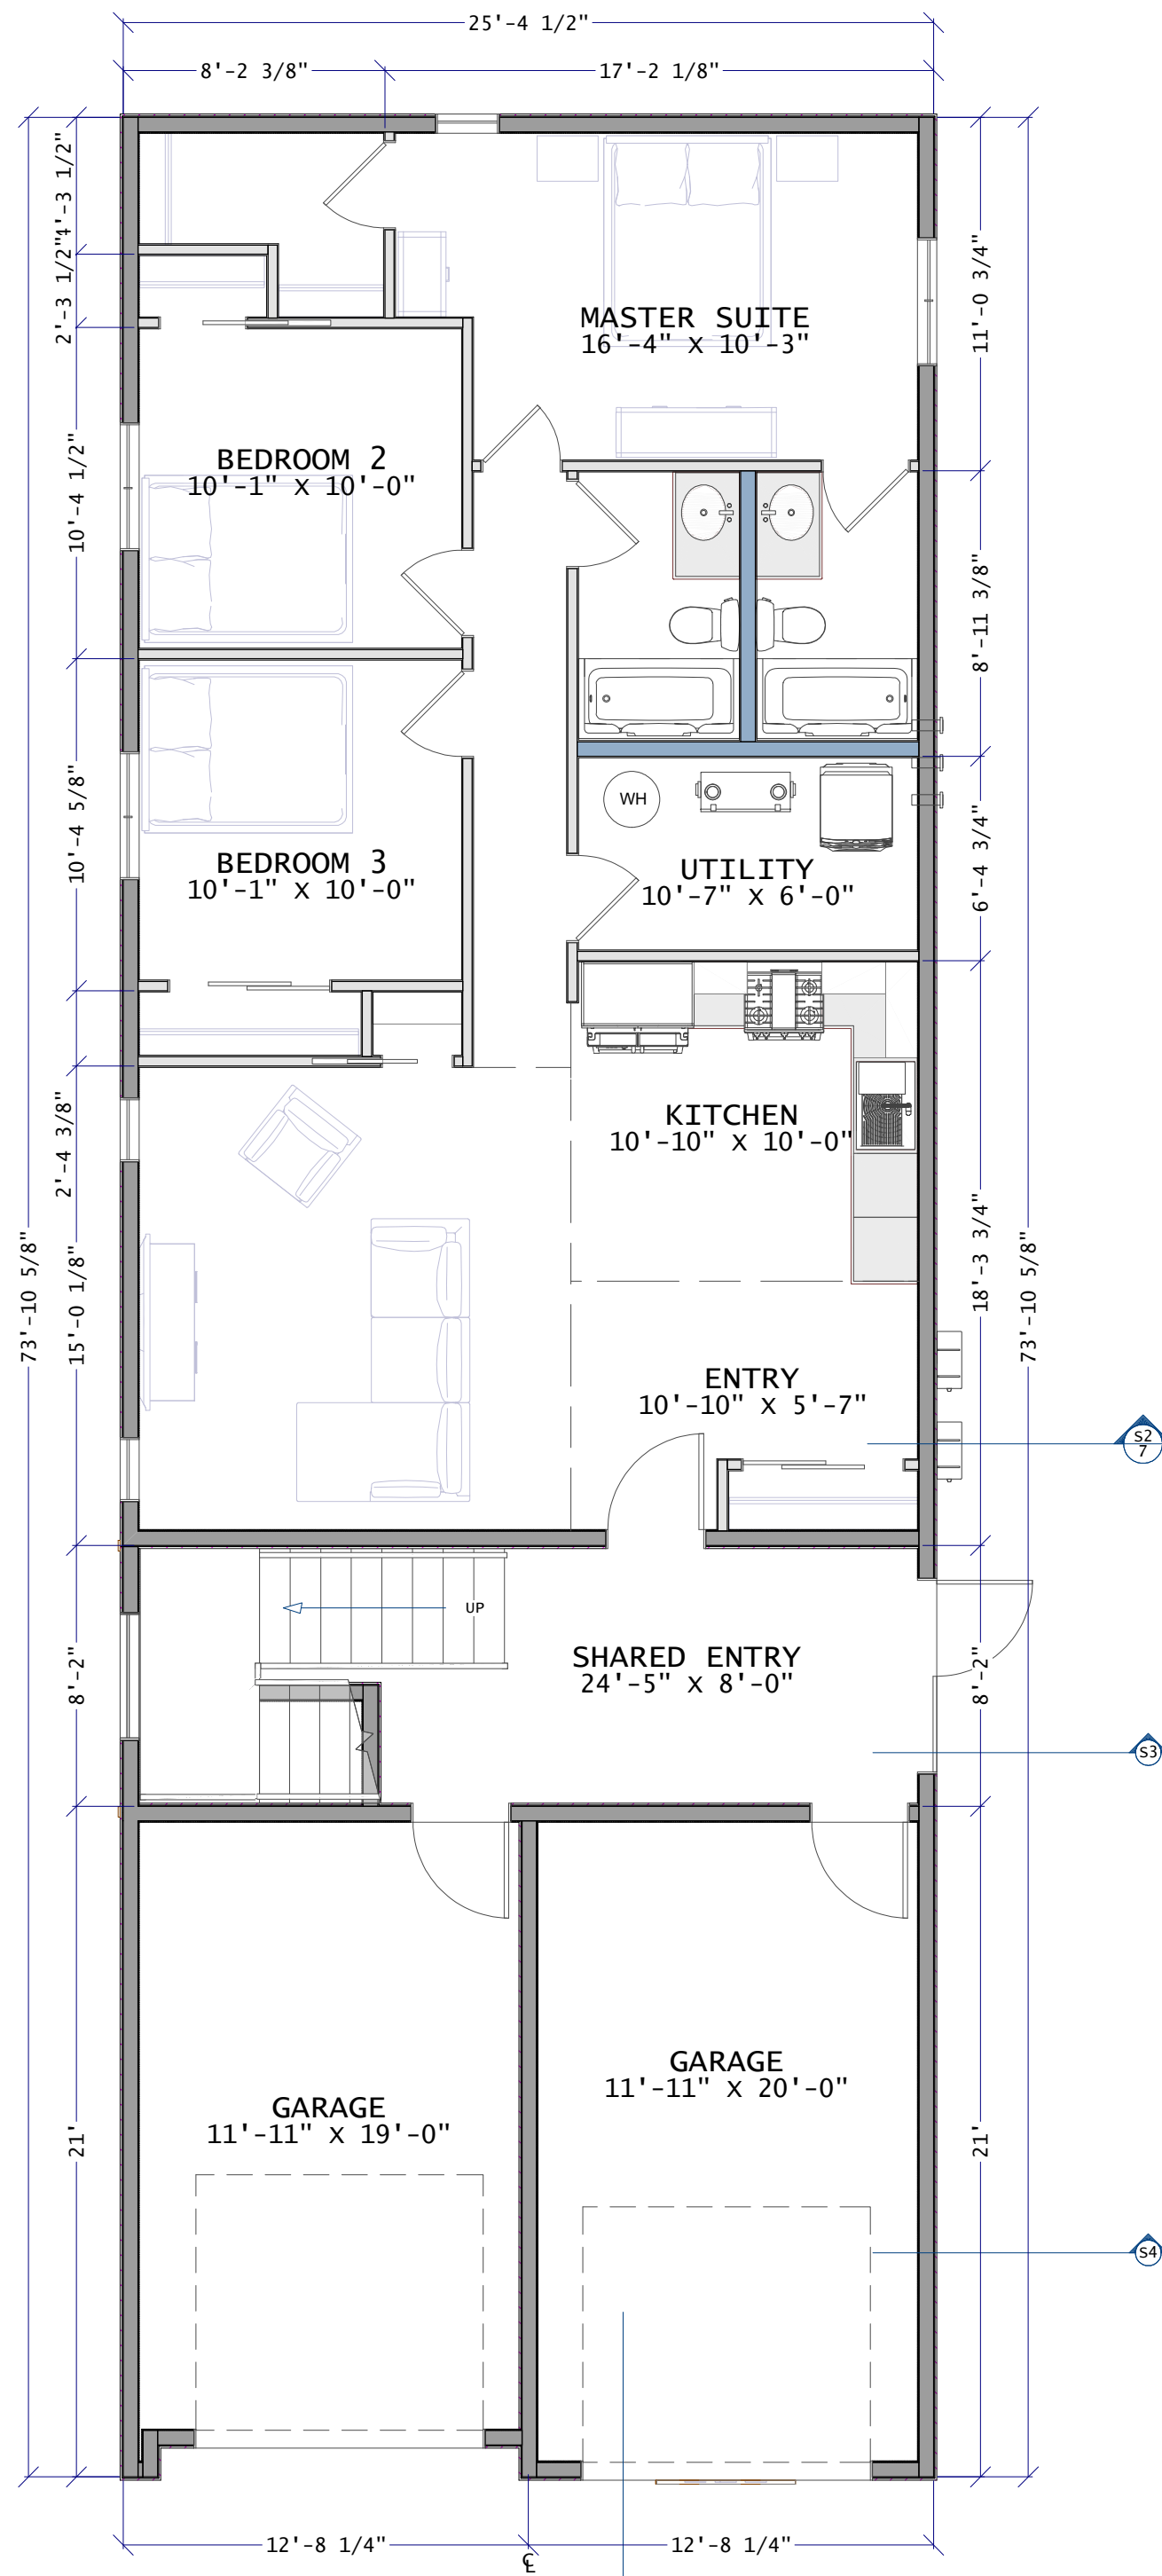 25'-4 1/2"
8'-2 3/8"
17'-2 1/8"
4'-3 1/2"
2'-3 1/2"
11'-0 3/4"
MASTER SUITE
16'-4" X 10'-3"
BEDROOM 2
10'-1" X 10'-0"
10'-4 1/2"
8'-11 3/8"
10'-4 5/8"
WH
BEDROOM 3
10'-1" X 10'-0"
UTILITY
10'-7" X 6'-0"
6'-4 3/4"
KITCHEN
10'-10" X 10'-0"
2'-4 3/8"
73'-10 5/8"
15'-0 1/8"
18'-3 3/4"
73'-10 5/8"
ENTRY
10'-10" X 5'-7"
S2
7
UP
SHARED ENTRY
24'-5" X 8'-0"
8'-2"
8'-2"
S3
GARAGE
11'-11" X 20'-0"
GARAGE
11'-11" X 19'-0"
21'
21'
S4
12'-8 1/4"
12'-8 1/4"
CL